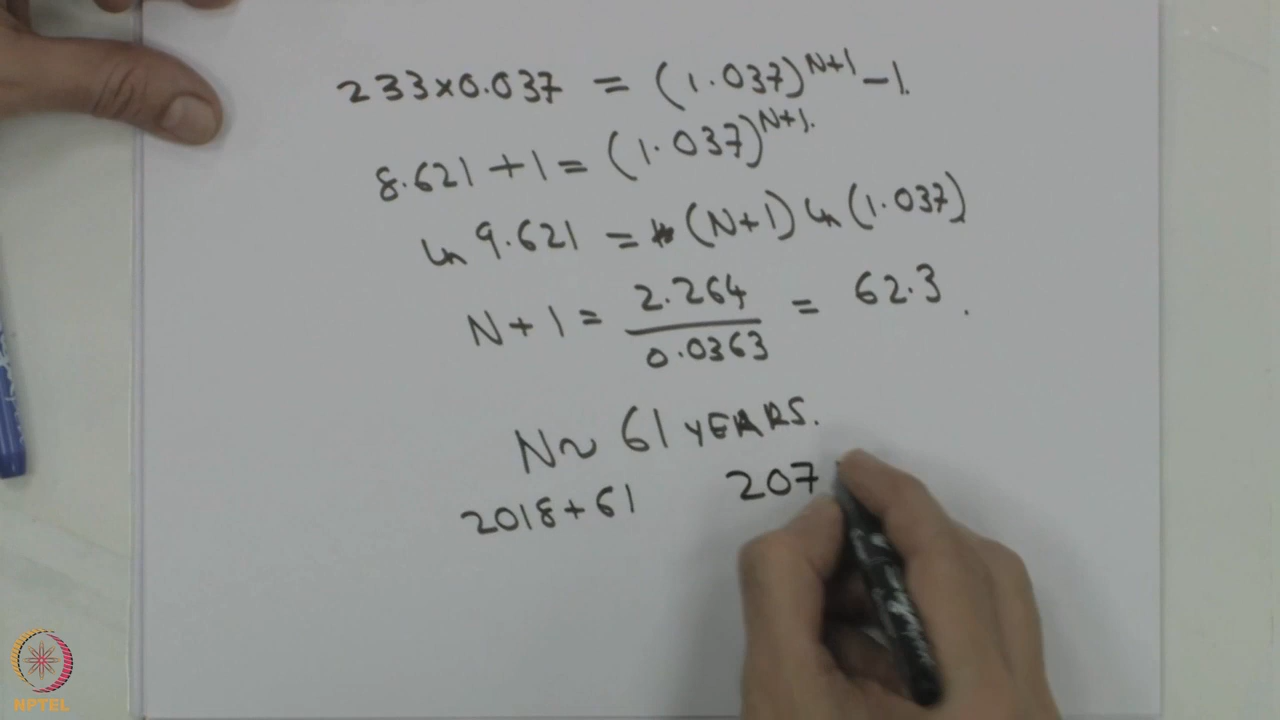 233×0.037 = (1.037)^N+1 - 1.
8.621 + 1 = (1.037)^N+1.
ln 9.621 = (N+1) ln (1.037)
N + 1 = 2.264 / 0.0363 = 62.3.
N ~ 61 YEARS.
2018 + 61 207
NPTEL